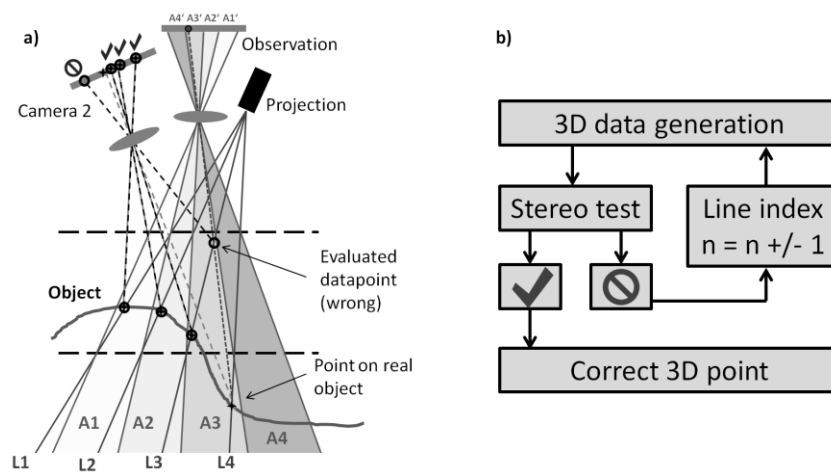 a)
A4' A3' A2' A1'
Observation
Camera 2
Projection
Evaluated
datapoint
(wrong)
Object
Point on real
object
A1 A2 A3 A4
L1 L2 L3 L4
b)
3D data generation
Stereo test
Line index
n = n +/- 1
Correct 3D point